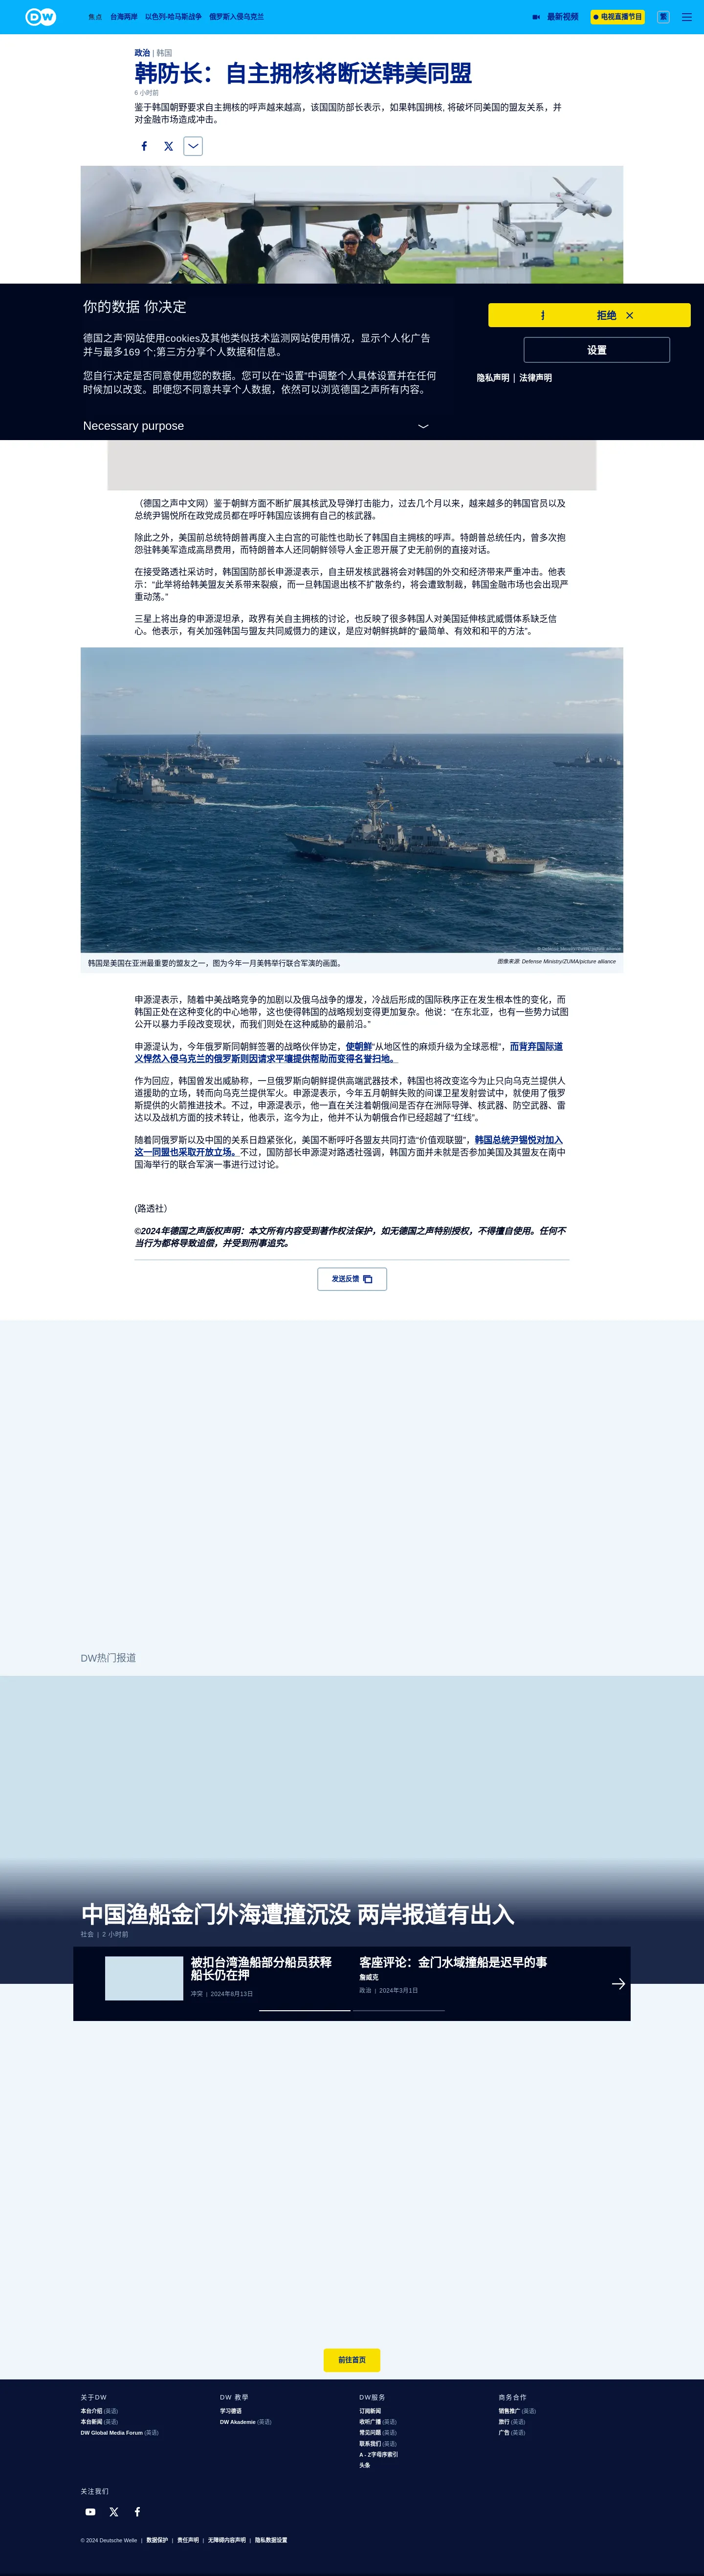 DW
焦点 台海两岸 以色列-哈马斯战争 俄罗斯入侵乌克兰
最新视频 电视直播节目 繁
政治 | 韩国
韩防长：自主拥核将断送韩美同盟
6 小时前
鉴于韩国朝野要求自主拥核的呼声越来越高，该国国防部长表示，如果韩国拥核, 将破坏同美国的盟友关系，并
对金融市场造成冲击。
你的数据 你决定
德国之声'网站使用cookies及其他类似技术监测网站使用情况，显示个人化广告
并与最多169 个;第三方分享个人数据和信息。
您自行决定是否同意使用您的数据。您可以在“设置”中调整个人具体设置并在任何
时候加以改变。即便您不同意共享个人数据，依然可以浏览德国之声所有内容。
Necessary purpose
拒绝
设置
隐私声明 | 法律声明
（德国之声中文网）鉴于朝鲜方面不断扩展其核武及导弹打击能力，过去几个月以来，越来越多的韩国官员以及
总统尹锡悦所在政党成员都在呼吁韩国应该拥有自己的核武器。
除此之外，美国前总统特朗普再度入主白宫的可能性也助长了韩国自主拥核的呼声。特朗普总统任内，曾多次抱
怨驻韩美军造成高昂费用，而特朗普本人还同朝鲜领导人金正恩开展了史无前例的直接对话。
在接受路透社采访时，韩国国防部长申源湜表示，自主研发核武器将会对韩国的外交和经济带来严重冲击。他表
示：“此举将给韩美盟友关系带来裂痕，而一旦韩国退出核不扩散条约，将会遭致制裁，韩国金融市场也会出现严
重动荡。”
三星上将出身的申源湜坦承，政界有关自主拥核的讨论，也反映了很多韩国人对美国延伸核武威慑体系缺乏信
心。他表示，有关加强韩国与盟友共同威慑力的建议，是应对朝鲜挑衅的“最简单、有效和和平的方法”。
© Defense Ministry/ZUMA/picture alliance
韩国是美国在亚洲最重要的盟友之一，图为今年一月美韩举行联合军演的画面。
图像来源: Defense Ministry/ZUMA/picture alliance
申源湜表示，随着中美战略竞争的加剧以及俄乌战争的爆发，冷战后形成的国际秩序正在发生根本性的变化，而
韩国正处在这种变化的中心地带，这也使得韩国的战略规划变得更加复杂。他说：“在东北亚，也有一些势力试图
公开以暴力手段改变现状，而我们则处在这种威胁的最前沿。”
申源湜认为，今年俄罗斯同朝鲜签署的战略伙伴协定，使朝鲜“从地区性的麻烦升级为全球恶棍”，而背弃国际道
义悍然入侵乌克兰的俄罗斯则因请求平壤提供帮助而变得名誉扫地。
作为回应，韩国曾发出威胁称，一旦俄罗斯向朝鲜提供高端武器技术，韩国也将改变迄今为止只向乌克兰提供人
道援助的立场，转而向乌克兰提供军火。申源湜表示，今年五月朝鲜失败的间谍卫星发射尝试中，就使用了俄罗
斯提供的火箭推进技术。不过，申源湜表示，他一直在关注着朝俄间是否存在洲际导弹、核武器、防空武器、雷
达以及战机方面的技术转让，他表示，迄今为止，他并不认为朝俄合作已经超越了“红线”。
随着同俄罗斯以及中国的关系日趋紧张化，美国不断呼吁各盟友共同打造“价值观联盟”，韩国总统尹锡悦对加入
这一同盟也采取开放立场。不过，国防部长申源湜对路透社强调，韩国方面并未就是否参加美国及其盟友在南中
国海举行的联合军演一事进行过讨论。
(路透社）
©2024年德国之声版权声明：本文所有内容受到著作权法保护，如无德国之声特别授权，不得擅自使用。任何不
当行为都将导致追偿，并受到刑事追究。
发送反馈
DW热门报道
中国渔船金门外海遭撞沉没 两岸报道有出入
社会 | 2 小时前
被扣台湾渔船部分船员获释
船长仍在押
冲突 | 2024年8月13日
客座评论：金门水域撞船是迟早的事
詹威克
政治 | 2024年3月1日
前往首页
关于DW
本台介绍 (英语)
本台新闻 (英语)
DW Global Media Forum (英语)
DW 教學
学习德语
DW Akademie (英语)
DW服务
订阅新闻
收听广播 (英语)
常见问题 (英语)
联系我们 (英语)
A - Z字母序索引
头条
商务合作
销售推广 (英语)
旅行 (英语)
广告 (英语)
关注我们
© 2024 Deutsche Welle | 数据保护 | 责任声明 | 无障碍内容声明 | 隐私数据设置